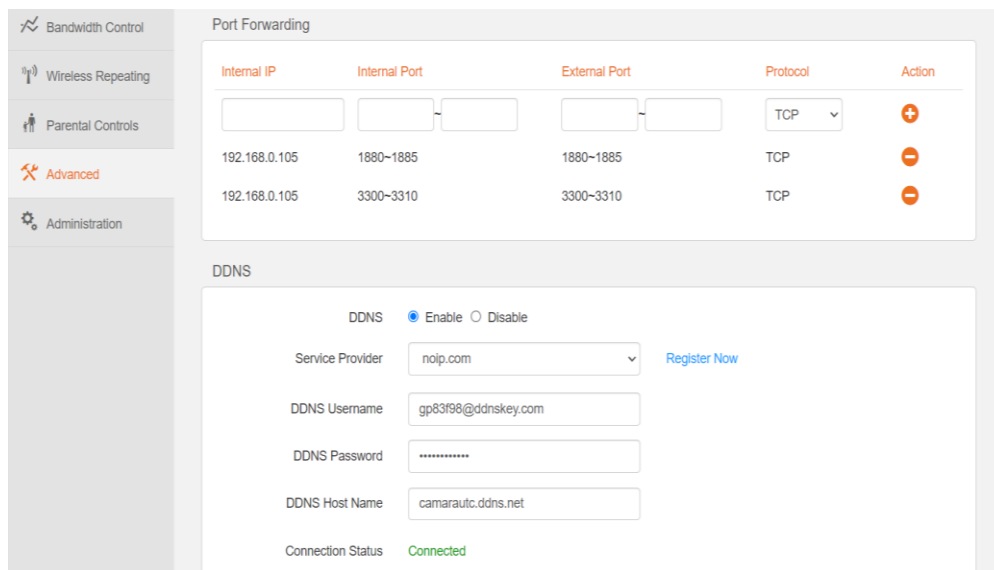 Bandwidth Control
Wireless Repeating
Parental Controls
Advanced
Administration
Port Forwarding
Internal IP Internal Port External Port Protocol Action
~ ~ TCP
192.168.0.105 1880~1885 1880~1885 TCP
192.168.0.105 3300~3310 3300~3310 TCP
DDNS
DDNS Enable Disable
Service Provider noip.com Register Now
DDNS Username gp83f98@ddnskey.com
DDNS Password ••••••••••••
DDNS Host Name camarautc.ddns.net
Connection Status Connected